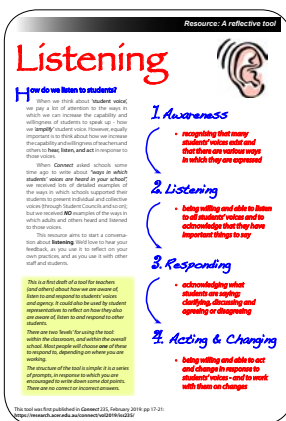 Resource: A reflective tool
Listening
How do we listen to students?
When we think about 'student voice',
we pay a lot of attention to the ways in
which we can increase the capability and
willingness of students to speak up - how
we 'amplify' student voice. However, equally
important is to think about how we increase
the capability and willingness of teachers and
others to hear, listen, and act in response to
those voices.
When Connect asked schools some
time ago to write about "ways in which
students' voices are heard in your school",
we received lots of detailed examples of
the ways in which schools supported their
students to present individual and collective
voices (through Student Councils and so on);
but we received NO examples of the ways in
which adults and others heard and listened
to those voices.
This resource aims to start a conversa-
tion about listening. We'd love to hear your
feedback, as you use it to reflect on your
own practices, and as you use it with other
staff and students.
This is a first draft of a tool for teachers
(and others) about how we are aware of,
listen to and respond to students' voices
and agency. It could also be used by student
representatives to reflect on how they also
are aware of, listen to and respond to other
students.
There are two 'levels' for using the tool:
within the classroom, and within the overall
school. Most people will choose one of these
to respond to, depending on where you are
working.
The structure of the tool is simple: it is a series
of prompts, in response to which you are
encouraged to write down some dot points.
There are no correct or incorrect answers.
1. Awareness
• recognising that many
students' voices exist and
that there are various ways
in which they are expressed
2. Listening
• being willing and able to listen
to all students' voices and to
acknowledge that they have
important things to say
3. Responding
• acknowledging what
students are saying;
clarifying, discussing and
agreeing or disagreeing
4. Acting & Changing
• being willing and able to act
and change in response to
students' voices - and to work
with them on changes
This tool was first published in Connect 235, February 2019: pp 17-21:
https://research.acer.edu.au/connect/vol2019/iss235/